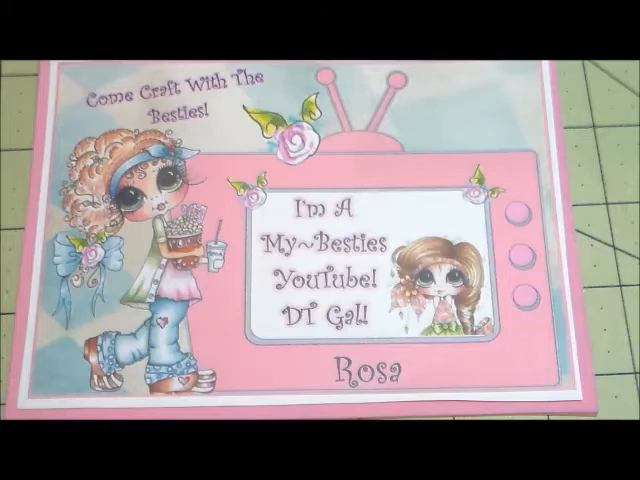 Come Craft With The
Besties!
I'm A
My~Besties
YouTube!
DT Gal!
Rosa